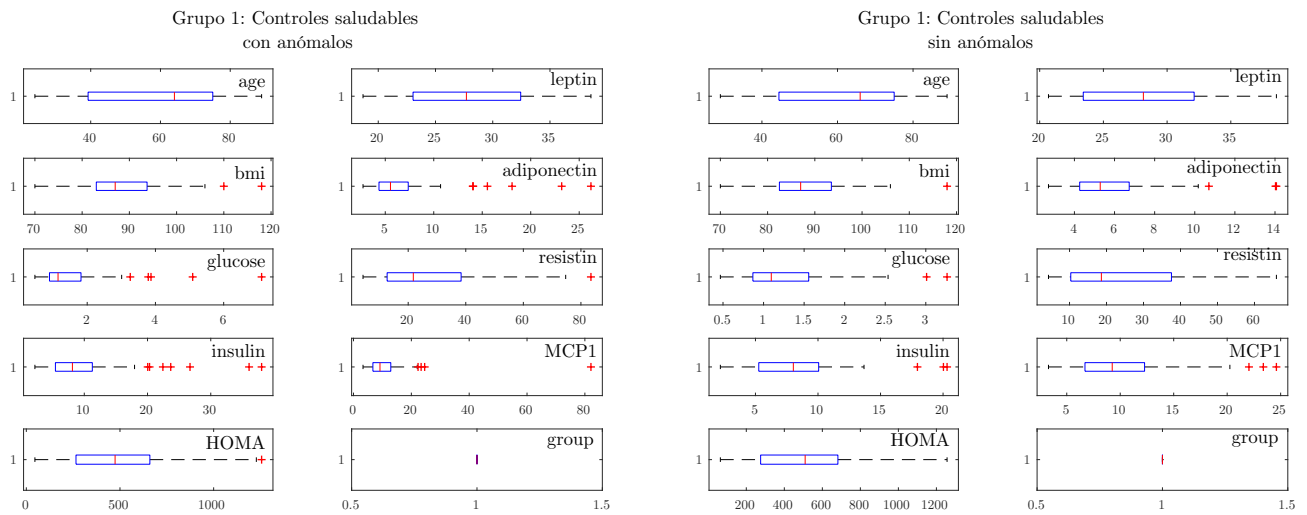 Grupo 1: Controles saludables
con anómalos
age
1
40 60 80
leptin
1
20 25 30 35
bmi
1
70 80 90 100 110 120
adiponectin
1
5 10 15 20 25
glucose
1
2 4 6
resistin
1
20 40 60 80
insulin
1
10 20 30
MCP1
1
0 20 40 60 80
HOMA
1
0 500 1000
group
1
0.5 1 1.5
Grupo 1: Controles saludables
sin anómalos
age
1
40 60 80
leptin
1
20 25 30 35
bmi
1
70 80 90 100 110 120
adiponectin
1
4 6 8 10 12 14
glucose
1
0.5 1 1.5 2 2.5 3
resistin
1
10 20 30 40 50 60
insulin
1
5 10 15 20
MCP1
1
5 10 15 20 25
HOMA
1
200 400 600 800 1000 1200
group
1
0.5 1 1.5